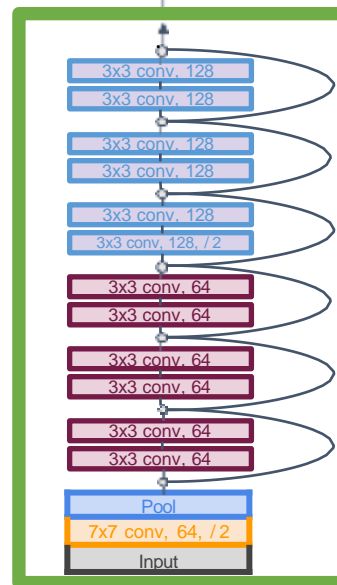 3x3 conv, 128
3x3 conv, 128
3x3 conv, 128
3x3 conv, 128
3x3 conv, 128
3x3 conv, 128, / 2
3x3 conv, 64
3x3 conv, 64
3x3 conv, 64
3x3 conv, 64
3x3 conv, 64
3x3 conv, 64
Pool
7x7 conv, 64, / 2
Input